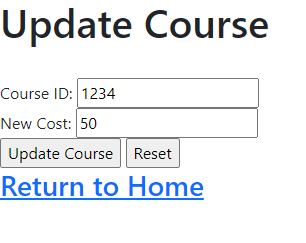 Update Course
Course ID: 1234
New Cost: 50
Update Course Reset
Return to Home